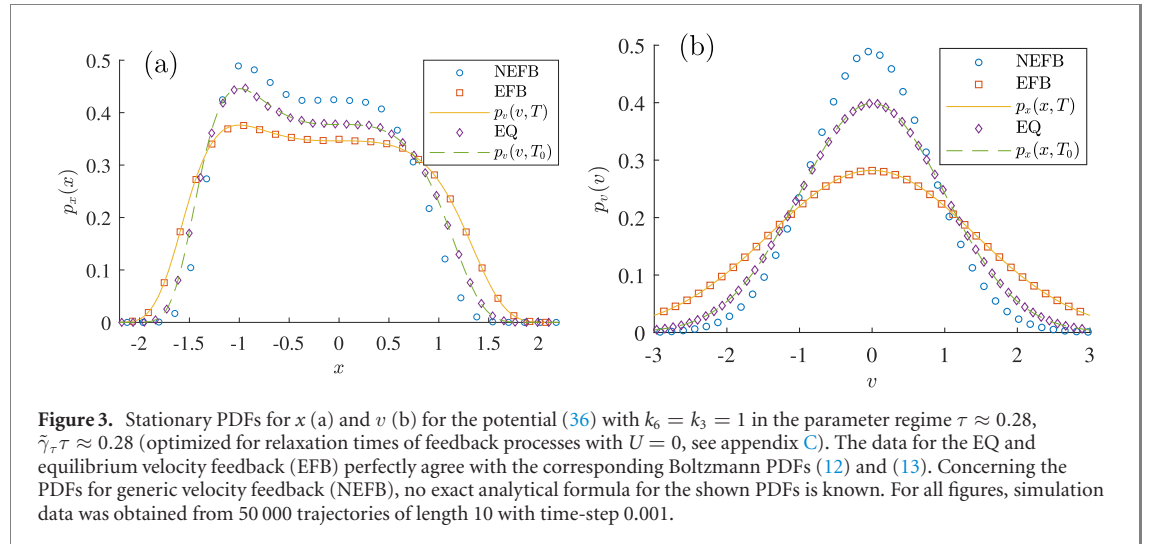 (a)
0.5
0.4
0.3
0.2
0.1
0
p_x(x)
-2 -1.5 -1 -0.5 0 0.5 1 1.5 2
x
NEFB
EFB
p_v(v, T)
EQ
p_v(v, T_0)
(b)
0.5
0.4
0.3
0.2
0.1
0
p_v(v)
-3 -2 -1 0 1 2 3
v
NEFB
EFB
p_x(x, T)
EQ
p_x(x, T_0)
Figure 3. Stationary PDFs for x (a) and v (b) for the potential (36) with k_6 = k_3 = 1 in the parameter regime τ ≈ 0.28,
γ̃_τ τ ≈ 0.28 (optimized for relaxation times of feedback processes with U = 0, see appendix C). The data for the EQ and
equilibrium velocity feedback (EFB) perfectly agree with the corresponding Boltzmann PDFs (12) and (13). Concerning the
PDFs for generic velocity feedback (NEFB), no exact analytical formula for the shown PDFs is known. For all figures, simulation
data was obtained from 50 000 trajectories of length 10 with time-step 0.001.